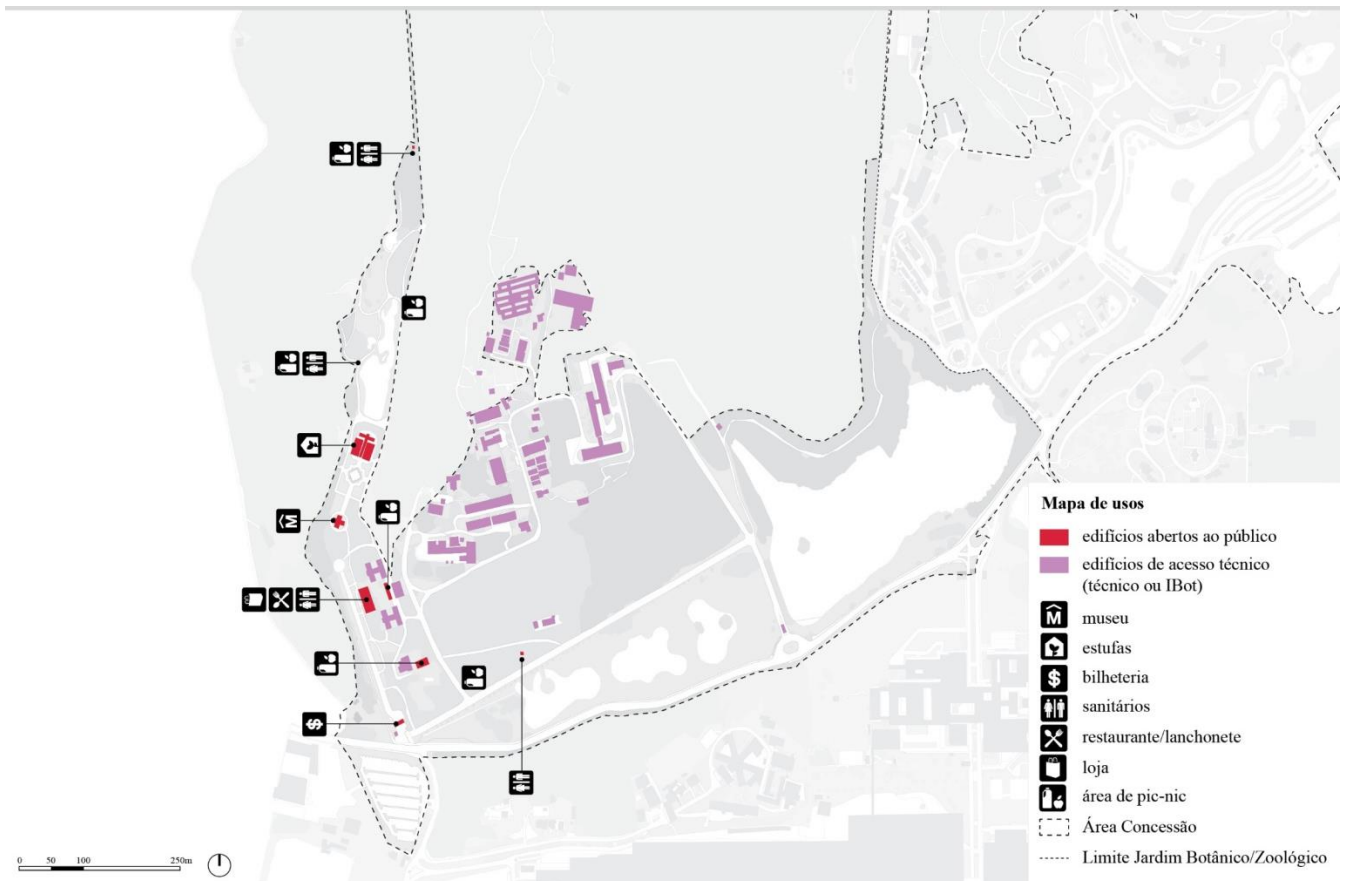 Mapa de usos
edifícios abertos ao público
edifícios de acesso técnico
(técnico ou IBot)
M
museu
estufas
$
bilheteria
sanitários
restaurante/lanchonete
loja
área de pic-nic
Área Concessão
Limite Jardim Botânico/Zoológico
M
$
0 50 100 250m